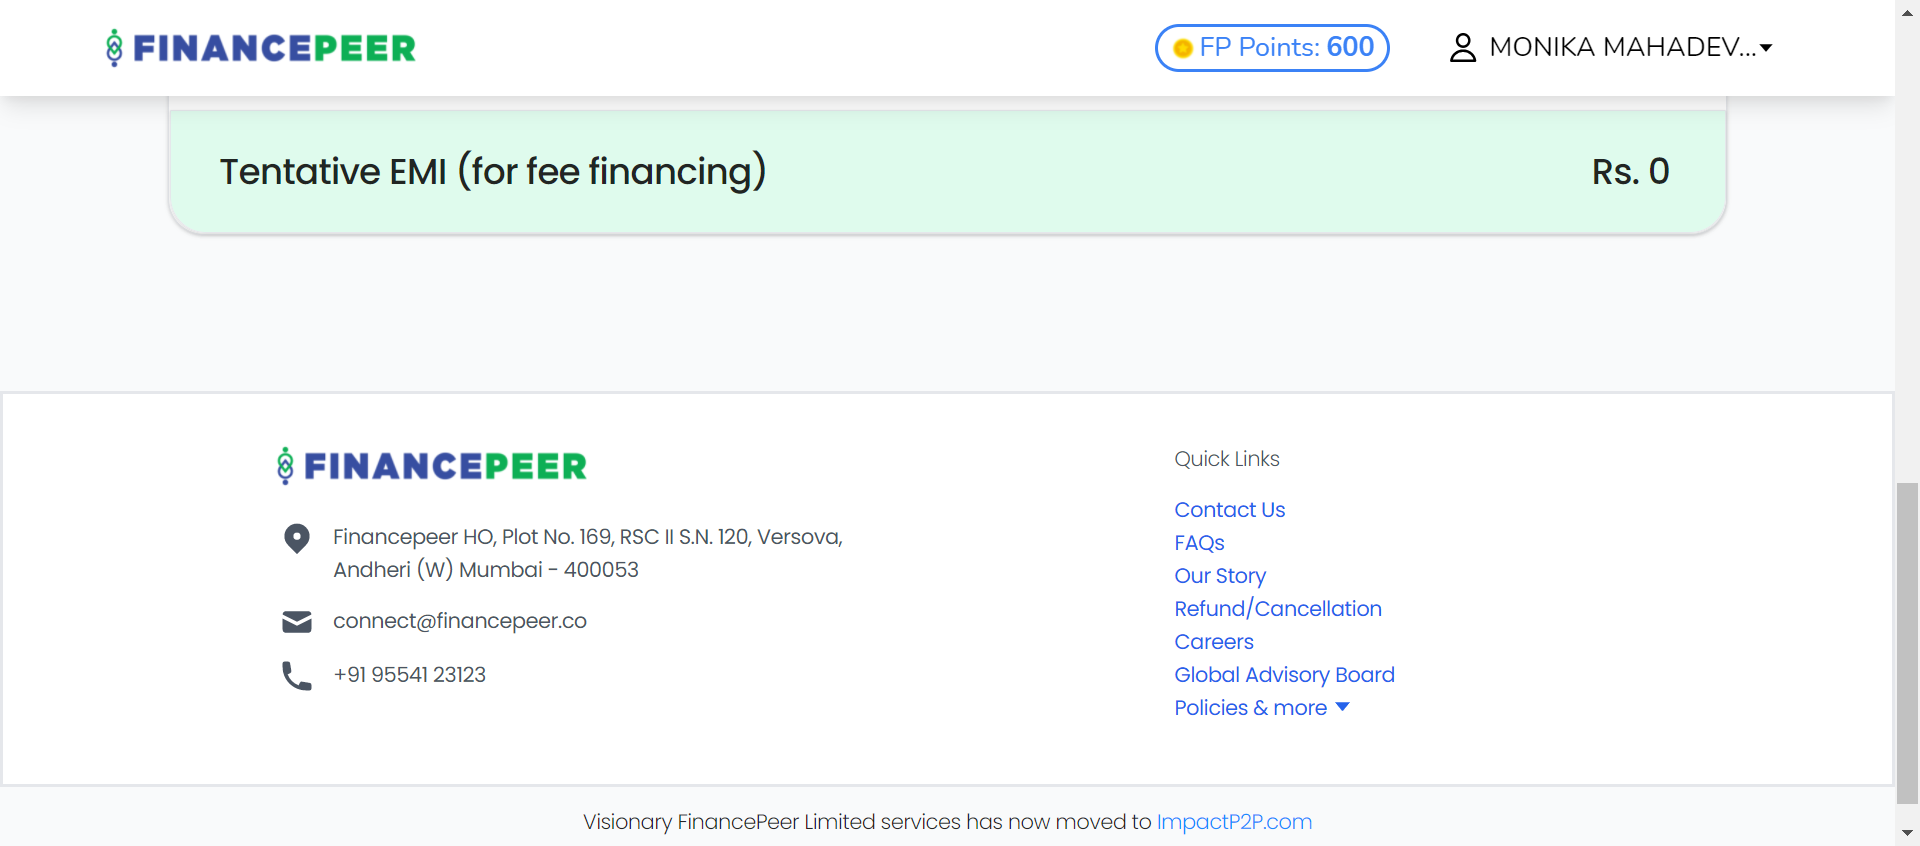 FINANCEPEER
FP Points: 600
MONIKA MAHADEV...
Tentative EMI (for fee financing)
Rs. 0
FINANCEPEER
Financepeer HO, Plot No. 169, RSC II S.N. 120, Versova,
Andheri (W) Mumbai - 400053
connect@financepeer.co
+91 95541 23123
Quick Links
Contact Us
FAQs
Our Story
Refund/Cancellation
Careers
Global Advisory Board
Policies & more
Visionary FinancePeer Limited services has now moved to ImpactP2P.com